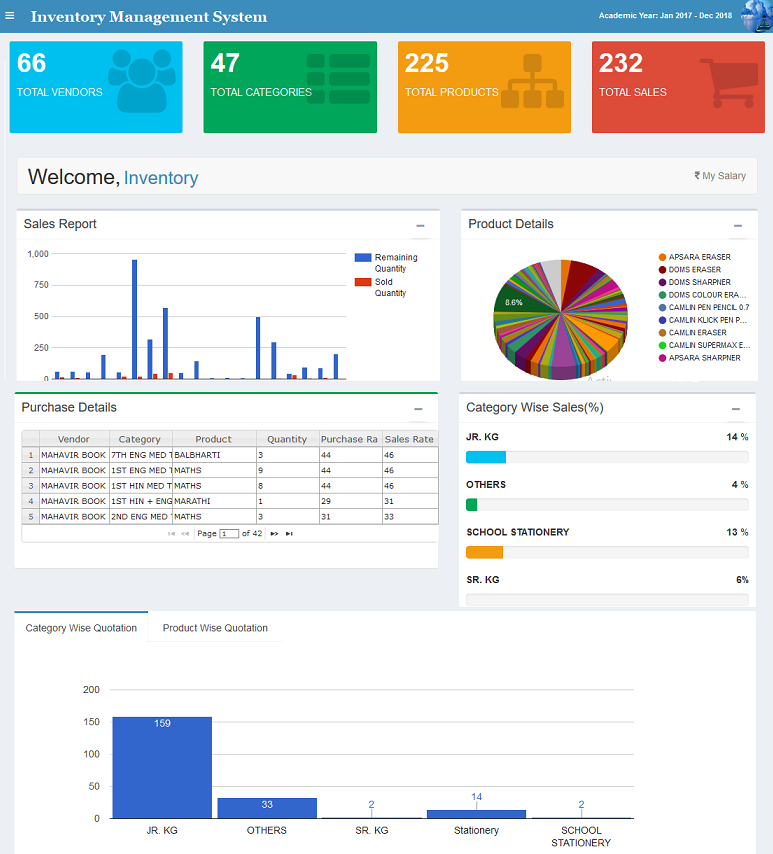 Inventory Management System
Academic Year: Jan 2017 - Dec 2018
66
TOTAL VENDORS
47
TOTAL CATEGORIES
225
TOTAL PRODUCTS
232
TOTAL SALES
Welcome, Inventory
₹ My Salary
Sales Report
1,000
750
500
250
0
Remaining
Quantity
Sold
Quantity
Product Details
8.6%
APSARA ERASER
DOMS ERASER
DOMS SHARPNER
DOMS COLOUR ERA...
CAMLIN PEN PENCIL 0.7
CAMLIN KLICK PEN P...
CAMLIN ERASER
CAMLIN SUPERMAX E...
APSARA SHARPNER
Purchase Details
Vendor Category Product Quantity Purchase Ra Sales Rate
1 MAHAVIR BOOK 7TH ENG MED T BALBHARTI 3 44 46
2 MAHAVIR BOOK 1ST ENG MED T MATHS 9 44 46
3 MAHAVIR BOOK 1ST HIN MED T MATHS 8 44 46
4 MAHAVIR BOOK 1ST HIN + ENG MARATHI 1 29 31
5 MAHAVIR BOOK 2ND ENG MED T MATHS 3 31 33
Page 1 of 42
Category Wise Sales(%)
JR. KG 14 %
OTHERS 4 %
SCHOOL STATIONERY 13 %
SR. KG 6%
Category Wise Quotation
Product Wise Quotation
200
150
100
50
0
159
33
2
14
2
JR. KG
OTHERS
SR. KG
Stationery
SCHOOL
STATIONERY